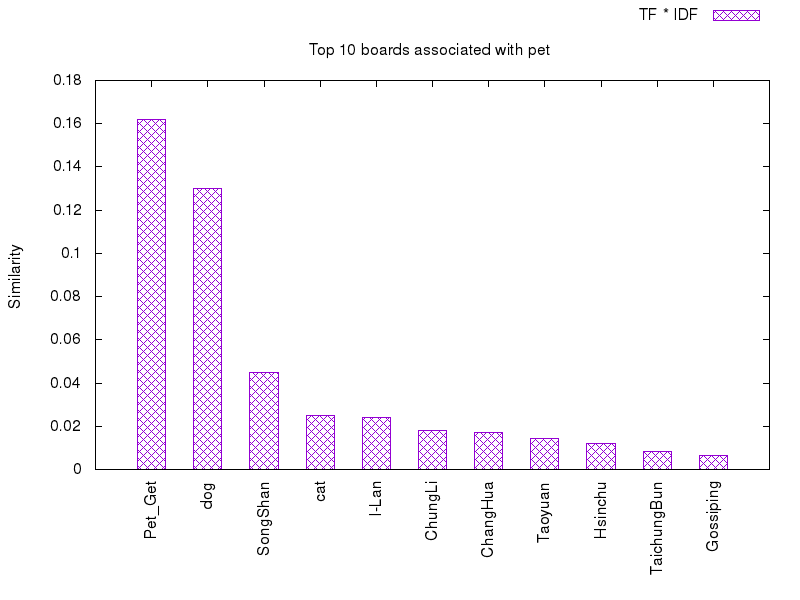 TF * IDF
Top 10 boards associated with pet
Similarity
0.18
0.16
0.14
0.12
0.1
0.08
0.06
0.04
0.02
0
Pet_Get
dog
SongShan
cat
I-Lan
ChungLi
ChangHua
Taoyuan
Hsinchu
TaichungBun
Gossiping